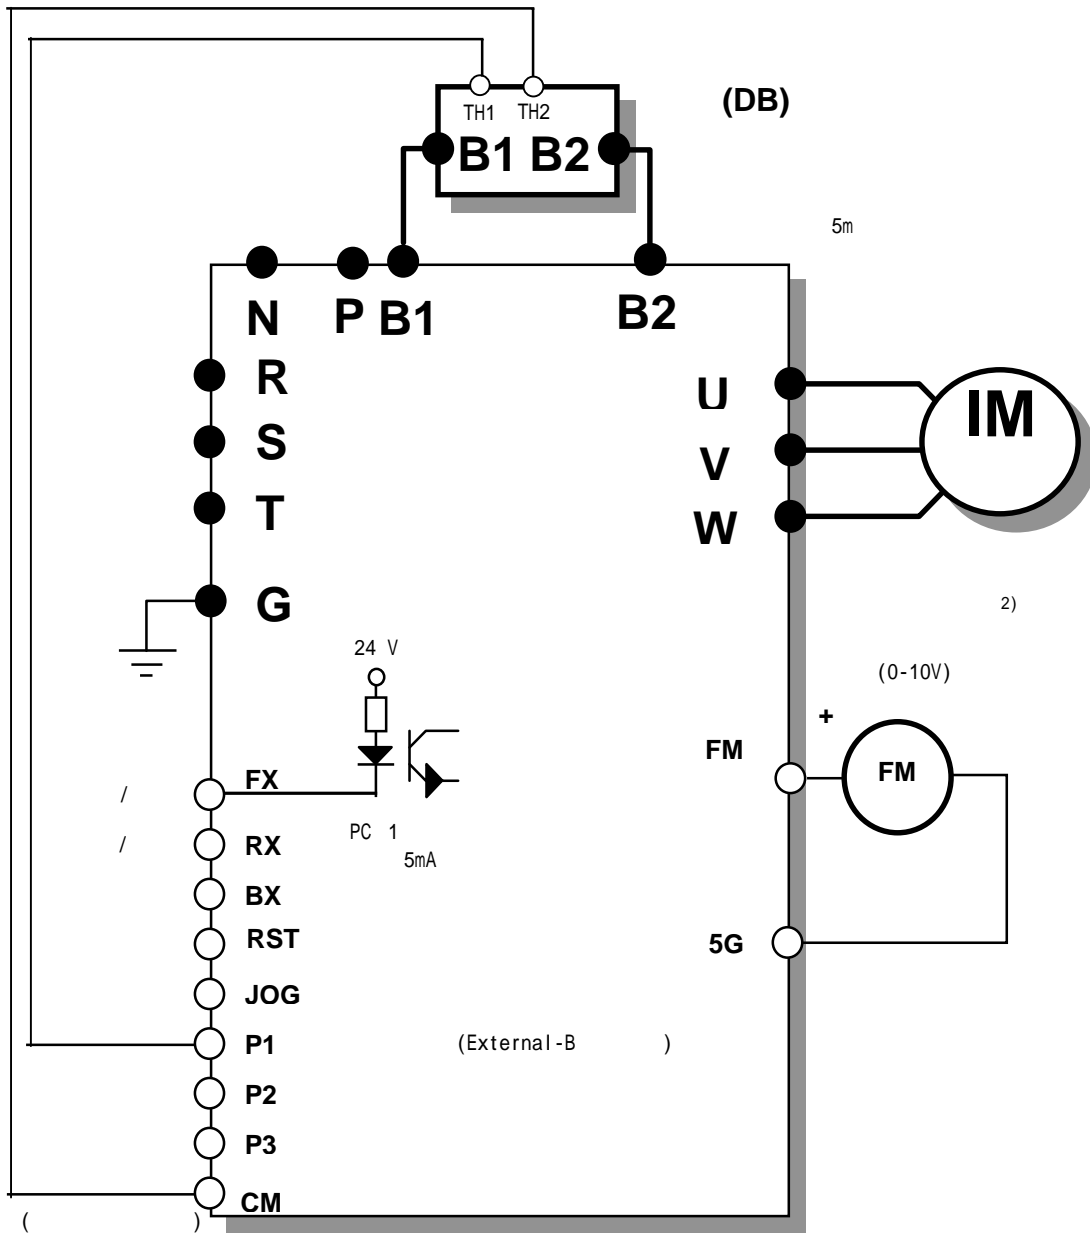 (DB)
TH1 TH2
B1 B2
5m
N P B1 B2
R
U
IM
S
V
T
W
G
2)
24 V
(0-10V)
+
FM
FM
FX
/
PC 1
/
RX
5mA
BX
RST
5G
JOG
P1
(External-B )
P2
P3
CM
( )